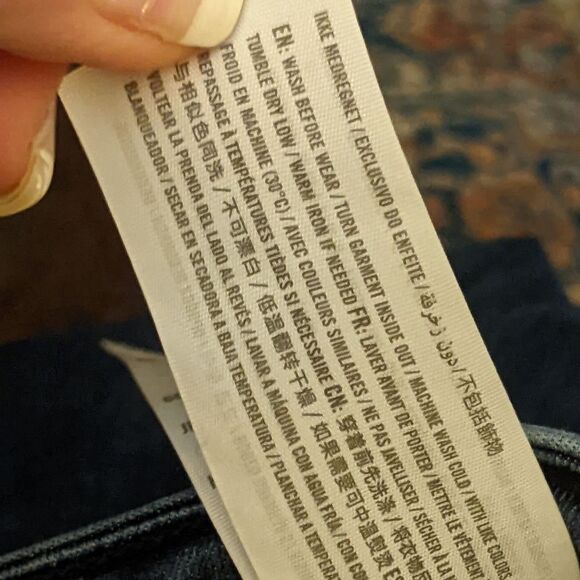 IKKE MEDREGNET / EXCLUSIVO DO ENFEITE / دون زخرفة/ 不包括飾物
EN: WASH BEFORE WEAR / TURN GARMENT INSIDE OUT / MACHINE WASH COLD / WITH LIKE COLORS
TUMBLE DRY LOW / WARM IRON IF NEEDED FR: LAVER AVANT DE PORTER / METTRE LE VÊTEMENT
FROID EN MACHINE (30°C) / AVEC COULEURS SIMILAIRES / NE PAS JAVELLISER / SÉCHER À LA
REPASSAGE À TEMPÉRATURES TIÈDES SI NÉCESSAIRE CN: 穿着前先洗涤 / 将衣物
与相似色同洗 / 不可漂白 / 低温翻转干燥 / 如果需要可中温熨烫 E
VOLTEAR LA PRENDA DEL LADO AL REVÉS / LAVAR A MÁQUINA CON AGUA FRÍA / CON CO
BLANQUEADOR / SECAR EN SECADORA A BAJA TEMPERATURA / PLANCHAR A TEMPERA